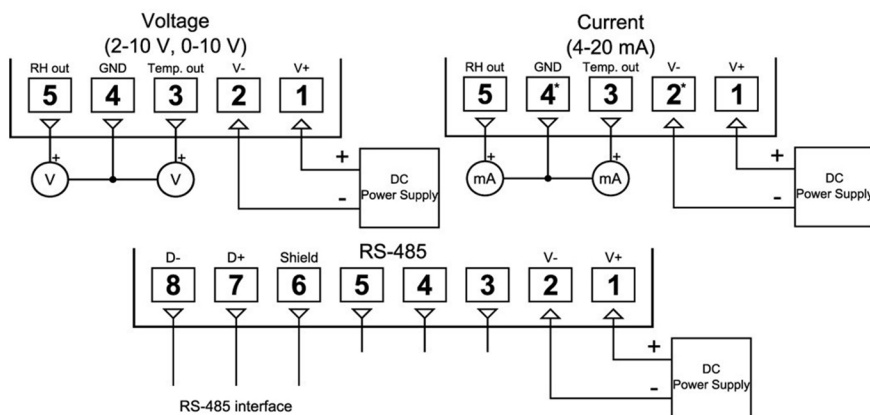 Voltage
(2-10 V, 0-10 V)
RH out GND Temp. out V- V+
5 4 3 2 1
+ +
V V
+
-
DC
Power Supply
Current
(4-20 mA)
RH out GND Temp. out V- V+
5 4* 3 2* 1
+ +
mA mA
+
-
DC
Power Supply
RS-485
D- D+ Shield V- V+
8 7 6 5 4 3 2 1
+
-
DC
Power Supply
RS-485 interface